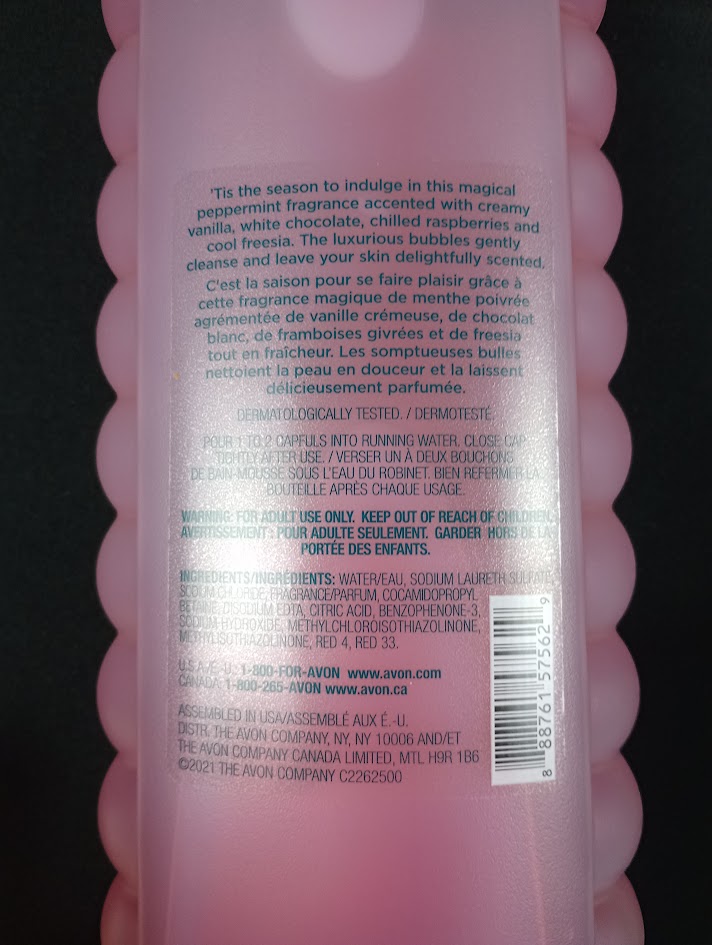 'Tis the season to indulge in this magical
peppermint fragrance accented with creamy
vanilla, white chocolate, chilled raspberries and
cool freesia. The luxurious bubbles gently
cleanse and leave your skin delightfully scented.
C'est la saison pour se faire plaisir grâce à
cette fragrance magique de menthe poivrée
agrémentée de vanille crémeuse, de chocolat
blanc, de framboises givrées et de freesia
tout en fraîcheur. Les somptueuses bulles
nettoient la peau en douceur et la laissent
délicieusement parfumée.
DERMATOLOGICALLY TESTED. / DERMOTESTÉ.
POUR 1 TO 2 CAPFULS INTO RUNNING WATER. CLOSE CAP
TIGHTLY AFTER USE. / VERSER UN À DEUX BOUCHONS
DE BAIN-MOUSSE SOUS L'EAU DU ROBINET. BIEN REFERMER LA
BOUTEILLE APRÈS CHAQUE USAGE.
WARNING: FOR ADULT USE ONLY. KEEP OUT OF REACH OF CHILDREN.
AVERTISSEMENT : POUR ADULTE SEULEMENT. GARDER HORS DE LA
PORTÉE DES ENFANTS.
INGREDIENTS/INGRÉDIENTS: WATER/EAU, SODIUM LAURETH SULFATE,
SODIUM CHLORIDE, FRAGRANCE/PARFUM, COCAMIDOPROPYL
BETAINE, DISODIUM EDTA, CITRIC ACID, BENZOPHENONE-3,
SODIUM HYDROXIDE, METHYLCHLOROISOTHIAZOLINONE,
METHYLISOTHIAZOLINONE, RED 4, RED 33.
U.S.A./É.-U.: 1-800-FOR-AVON www.avon.com
CANADA: 1-800-265-AVON www.avon.ca
ASSEMBLED IN USA/ASSEMBLÉ AUX É.-U.
DISTR. THE AVON COMPANY, NY, NY 10006 AND/ET
THE AVON COMPANY CANADA LIMITED, MTL H9R 1B6
©2021 THE AVON COMPANY C2262500
8 88761 57562 9